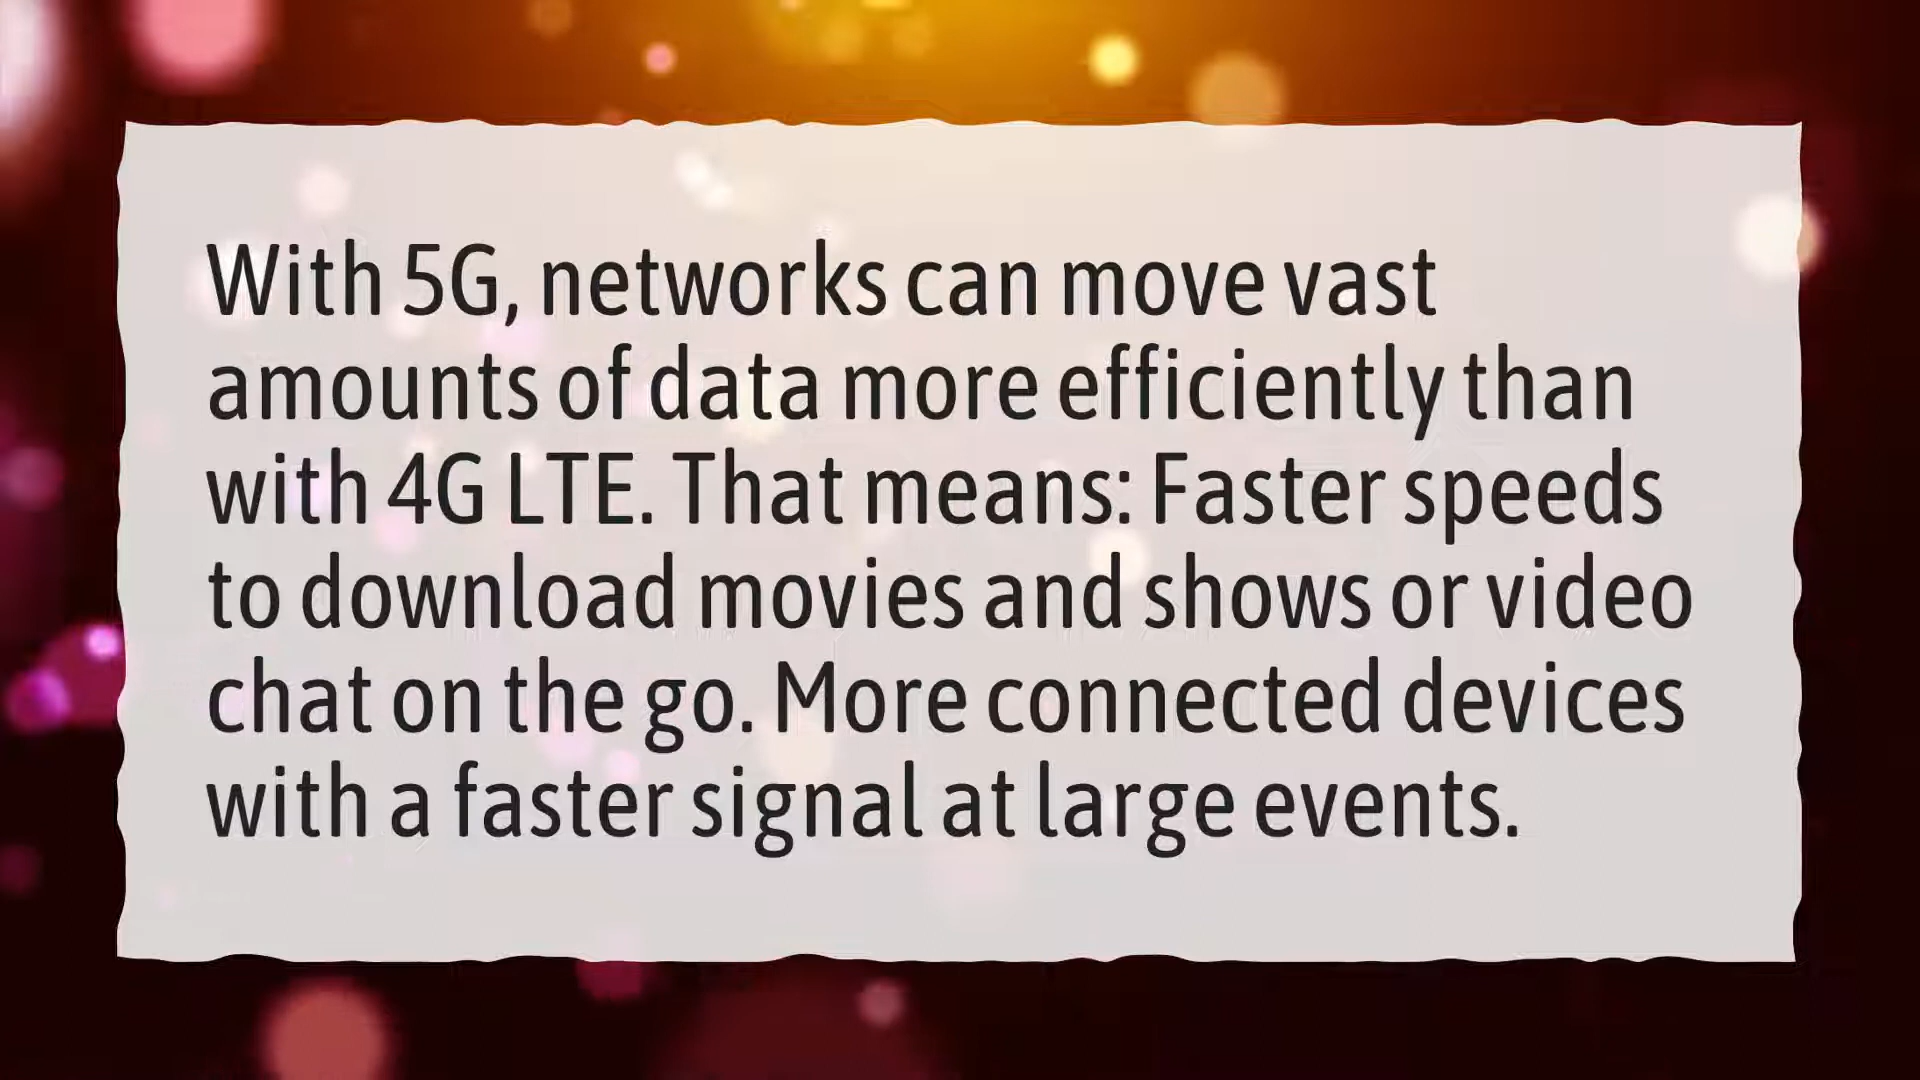 With 5G, networks can move vast
amounts of data more efficiently than
with 4G LTE. That means: Faster speeds
to download movies and shows or video
chat on the go. More connected devices
with a faster signal at large events.